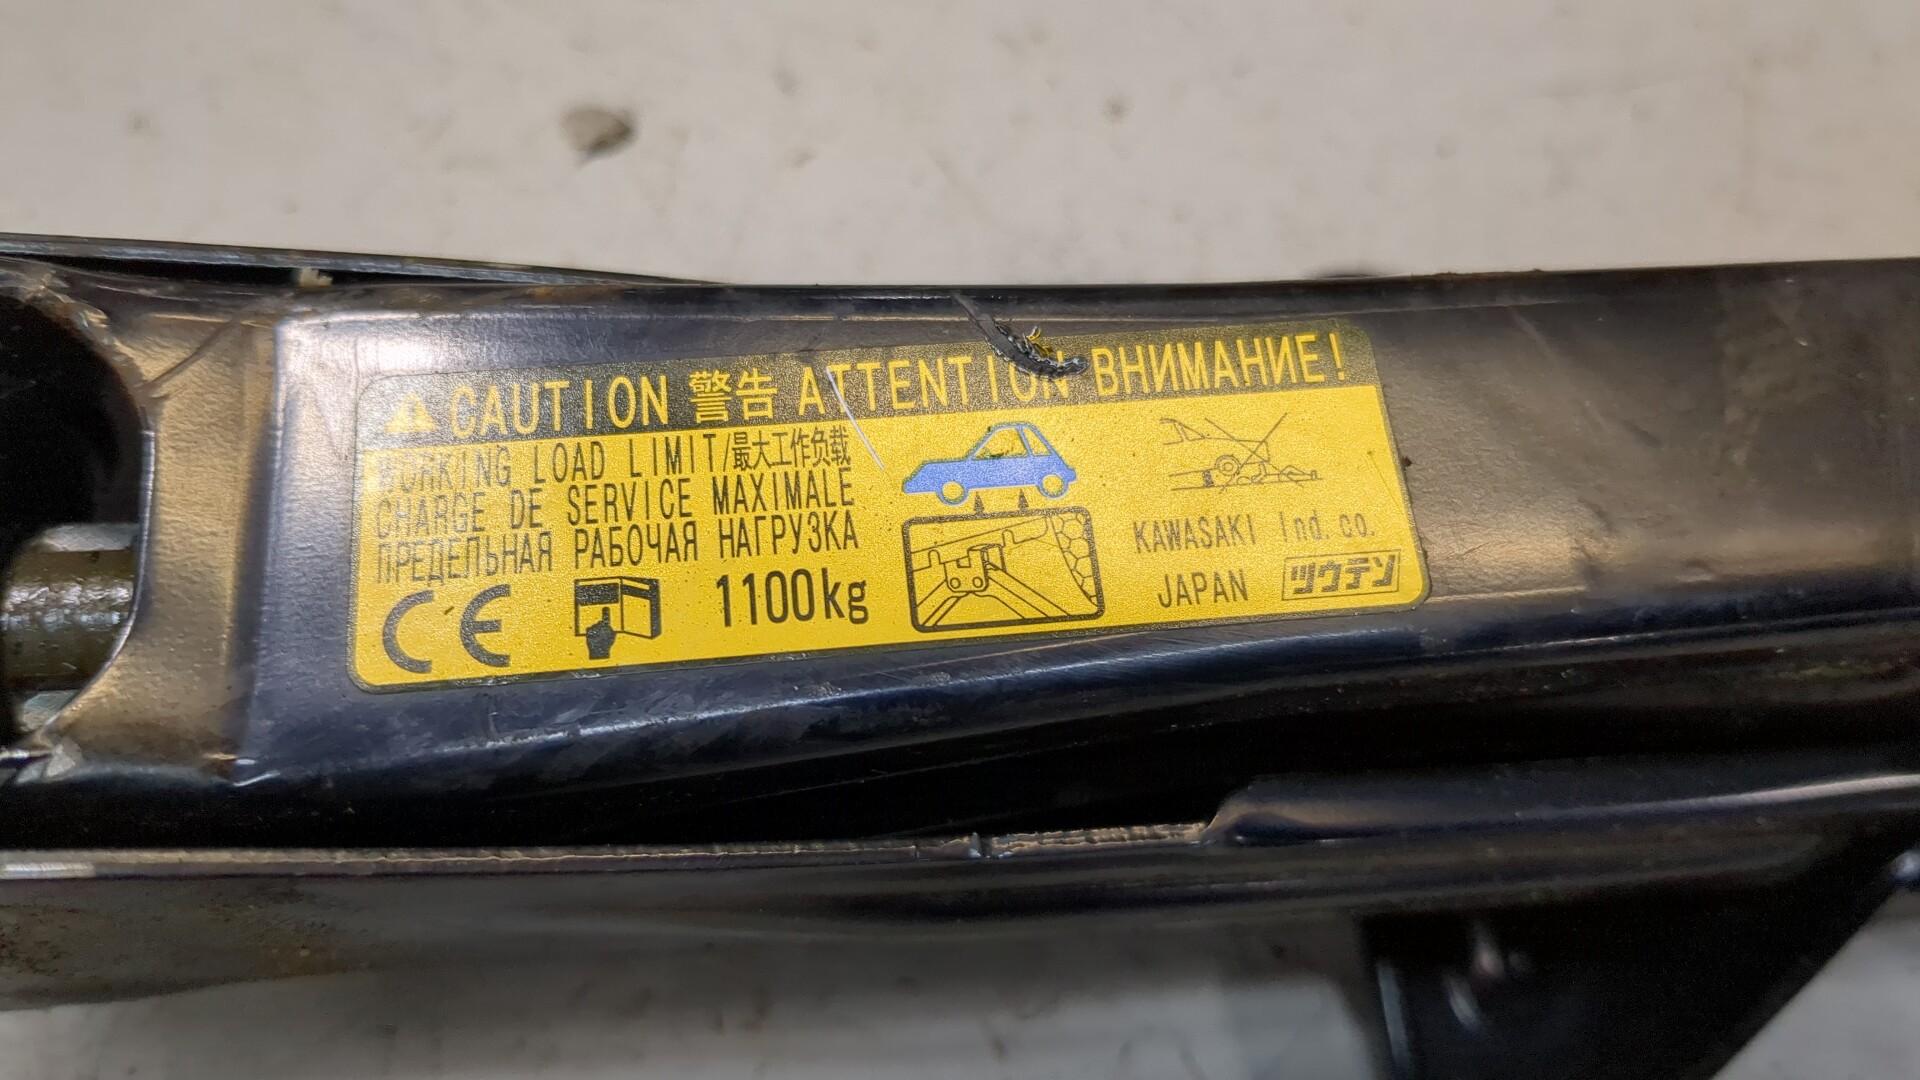 CAUTION 警告 ATTENTION ВНИМАНИЕ!
WORKING LOAD LIMIT/最大工作负载
CHARGE DE SERVICE MAXIMALE
ПРЕДЕЛЬНАЯ РАБОЧАЯ НАГРУЗКА
CE 1100kg
KAWASAKI Ind. co.
JAPAN ツウテン